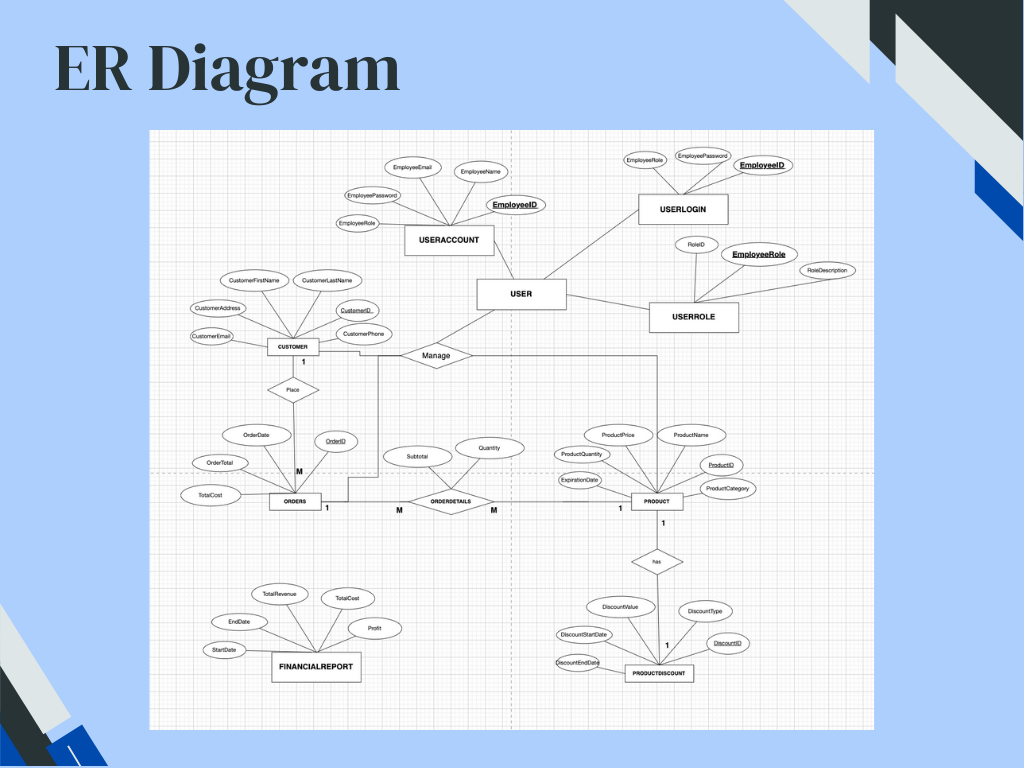 ER Diagram
EmployeeEmail
EmployeeName
EmployeePassword
EmployeeID
EmployeeRole
USERACCOUNT
EmployeeRole
EmployeePassword
EmployeeID
USERLOGIN
RoleID
EmployeeRole
RoleDescription
USERROLE
USER
CustomerFirstName
CustomerLastName
CustomerAddress
CustomerID
CustomerEmail
CustomerPhone
CUSTOMER
1
Manage
Place
M
OrderDate
OrderID
OrderTotal
TotalCost
ORDERS
1
Subtotal
Quantity
M
ORDERDETAILS
M
ProductPrice
ProductName
ProductQuantity
ProductID
ExpirationDate
ProductCategory
1
PRODUCT
1
has
1
TotalRevenue
TotalCost
EndDate
Profit
StartDate
FINANCIALREPORT
DiscountValue
DiscountType
DiscountStartDate
DiscountID
DiscountEndDate
PRODUCTDISCOUNT